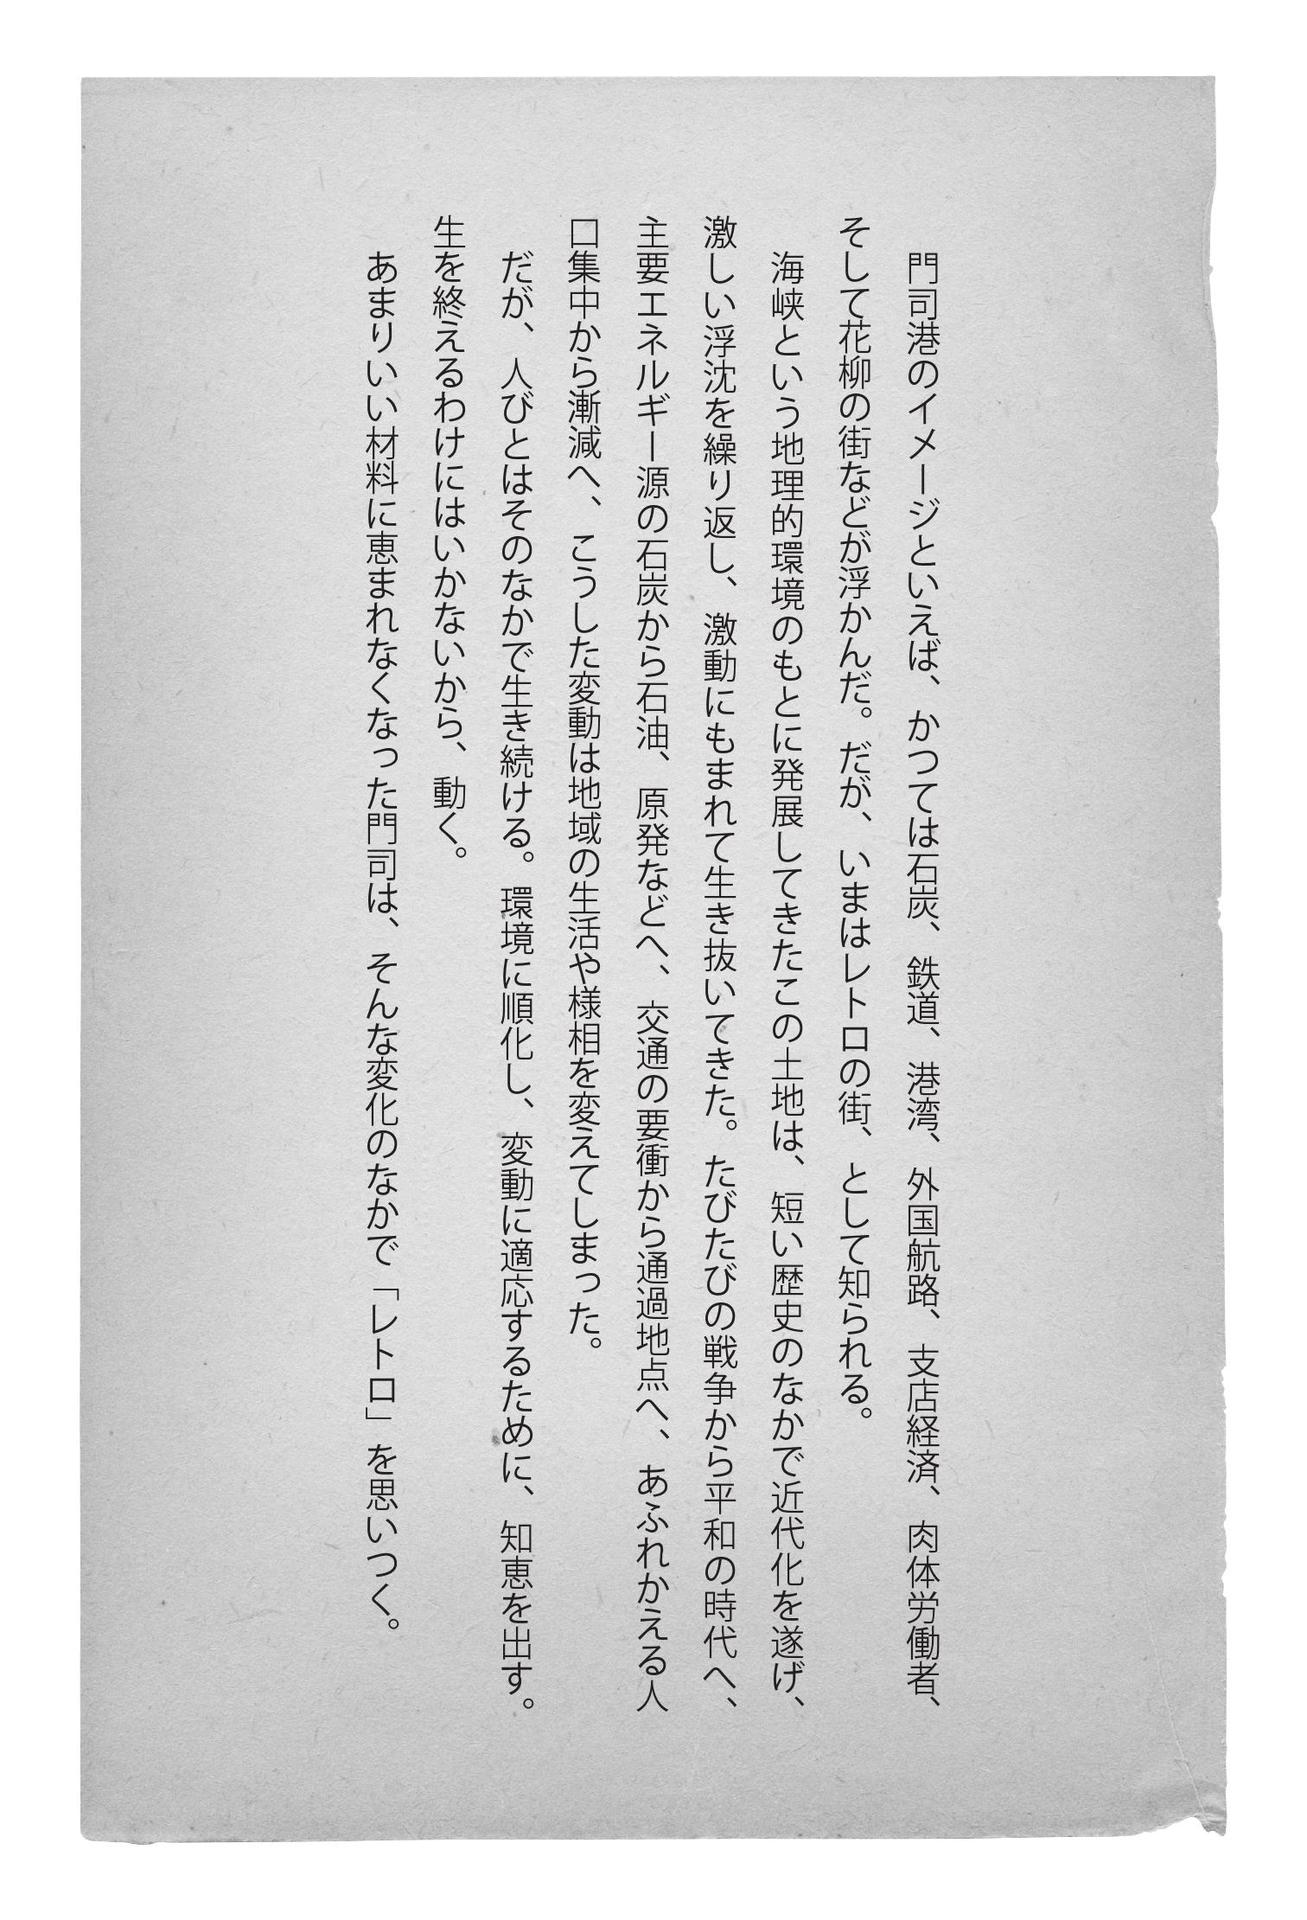 門司港のイメージといえば、かつては石炭、鉄道、港湾、外国航路、支店経済、肉体労働者、
そして花柳の街などが浮かんだ。だが、いまはレトロの街、として知られる。
海峡という地理的環境のもとに発展してきたこの土地は、短い歴史のなかで近代化を遂げ、
激しい浮沈を繰り返し、激動にもまれて生き抜いてきた。たびたびの戦争から平和の時代へ、
主要エネルギー源の石炭から石油、原発などへ、交通の要衝から通過地点へ、あふれかえる人
口集中から漸減へ、こうした変動は地域の生活や様相を変えてしまった。
だが、人びとはそのなかで生き続ける。環境に順化し、変動に適応するために、知恵を出す。
生を終えるわけにはいかないから、動く。
あまりいい材料に恵まれなくなった門司は、そんな変化のなかで「レトロ」を思いつく。